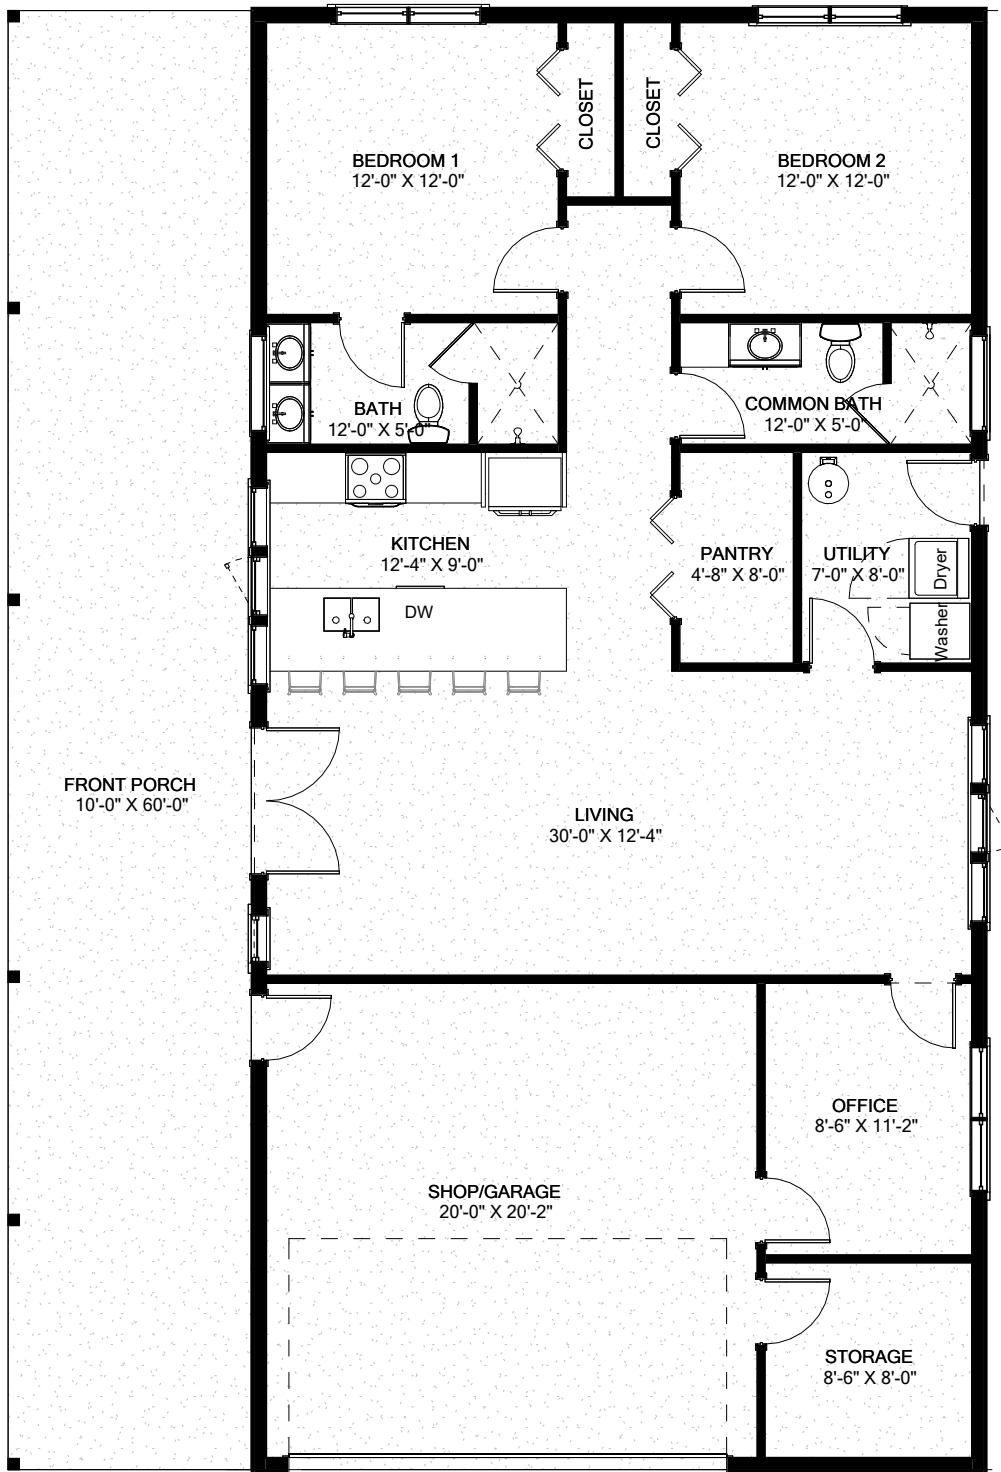 CLOSET
CLOSET
BEDROOM 1
12'-0" X 12'-0"
BEDROOM 2
12'-0" X 12'-0"
BATH
12'-0" X 5'-0"
COMMON BATH
12'-0" X 5'-0"
KITCHEN
12'-4" X 9'-0"
PANTRY
4'-8" X 8'-0"
UTILITY
7'-0" X 8'-0"
Dryer
Washer
DW
FRONT PORCH
10'-0" X 60'-0"
LIVING
30'-0" X 12'-4"
OFFICE
8'-6" X 11'-2"
SHOP/GARAGE
20'-0" X 20'-2"
STORAGE
8'-6" X 8'-0"